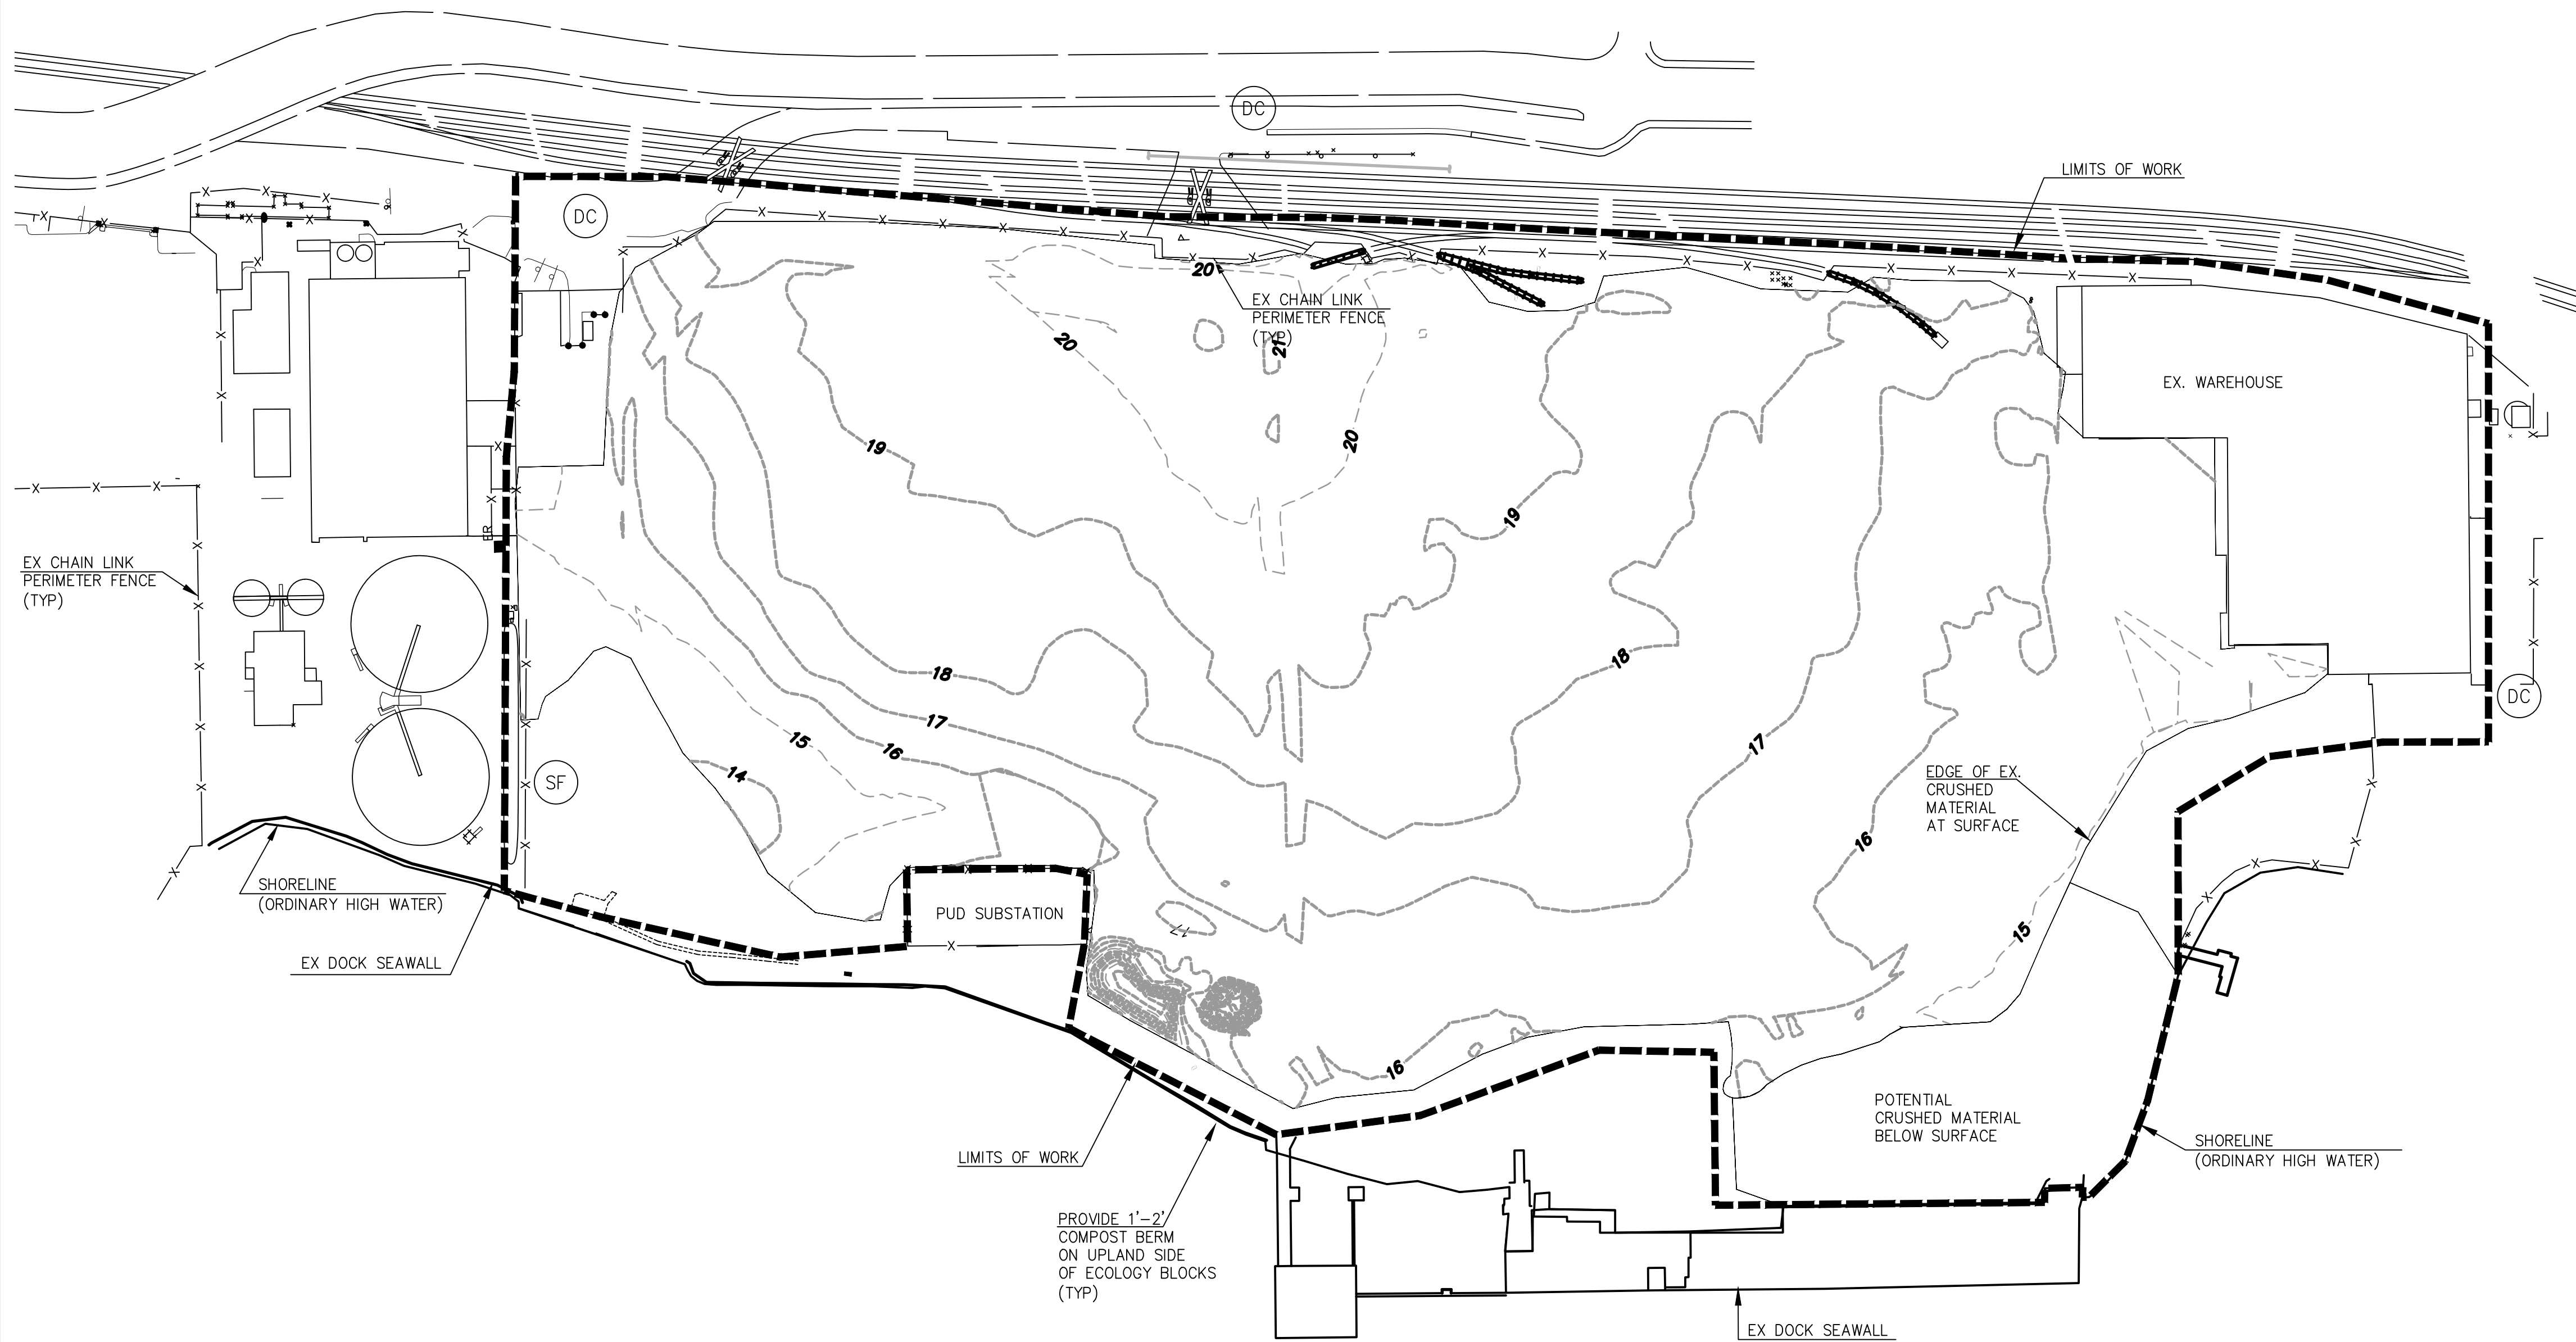 DC
LIMITS OF WORK
DC
20
EX CHAIN LINK
PERIMETER FENCE
(TYP)
20
21
EX. WAREHOUSE
20
19
19
EX CHAIN LINK
PERIMETER FENCE
(TYP)
18
18
DC
17
15
16
17
14
SF
EDGE OF EX.
CRUSHED
MATERIAL
AT SURFACE
16
SHORELINE
(ORDINARY HIGH WATER)
PUD SUBSTATION
15
EX DOCK SEAWALL
16
POTENTIAL
CRUSHED MATERIAL
BELOW SURFACE
LIMITS OF WORK
SHORELINE
(ORDINARY HIGH WATER)
PROVIDE 1'-2'
COMPOST BERM
ON UPLAND SIDE
OF ECOLOGY BLOCKS
(TYP)
EX DOCK SEAWALL